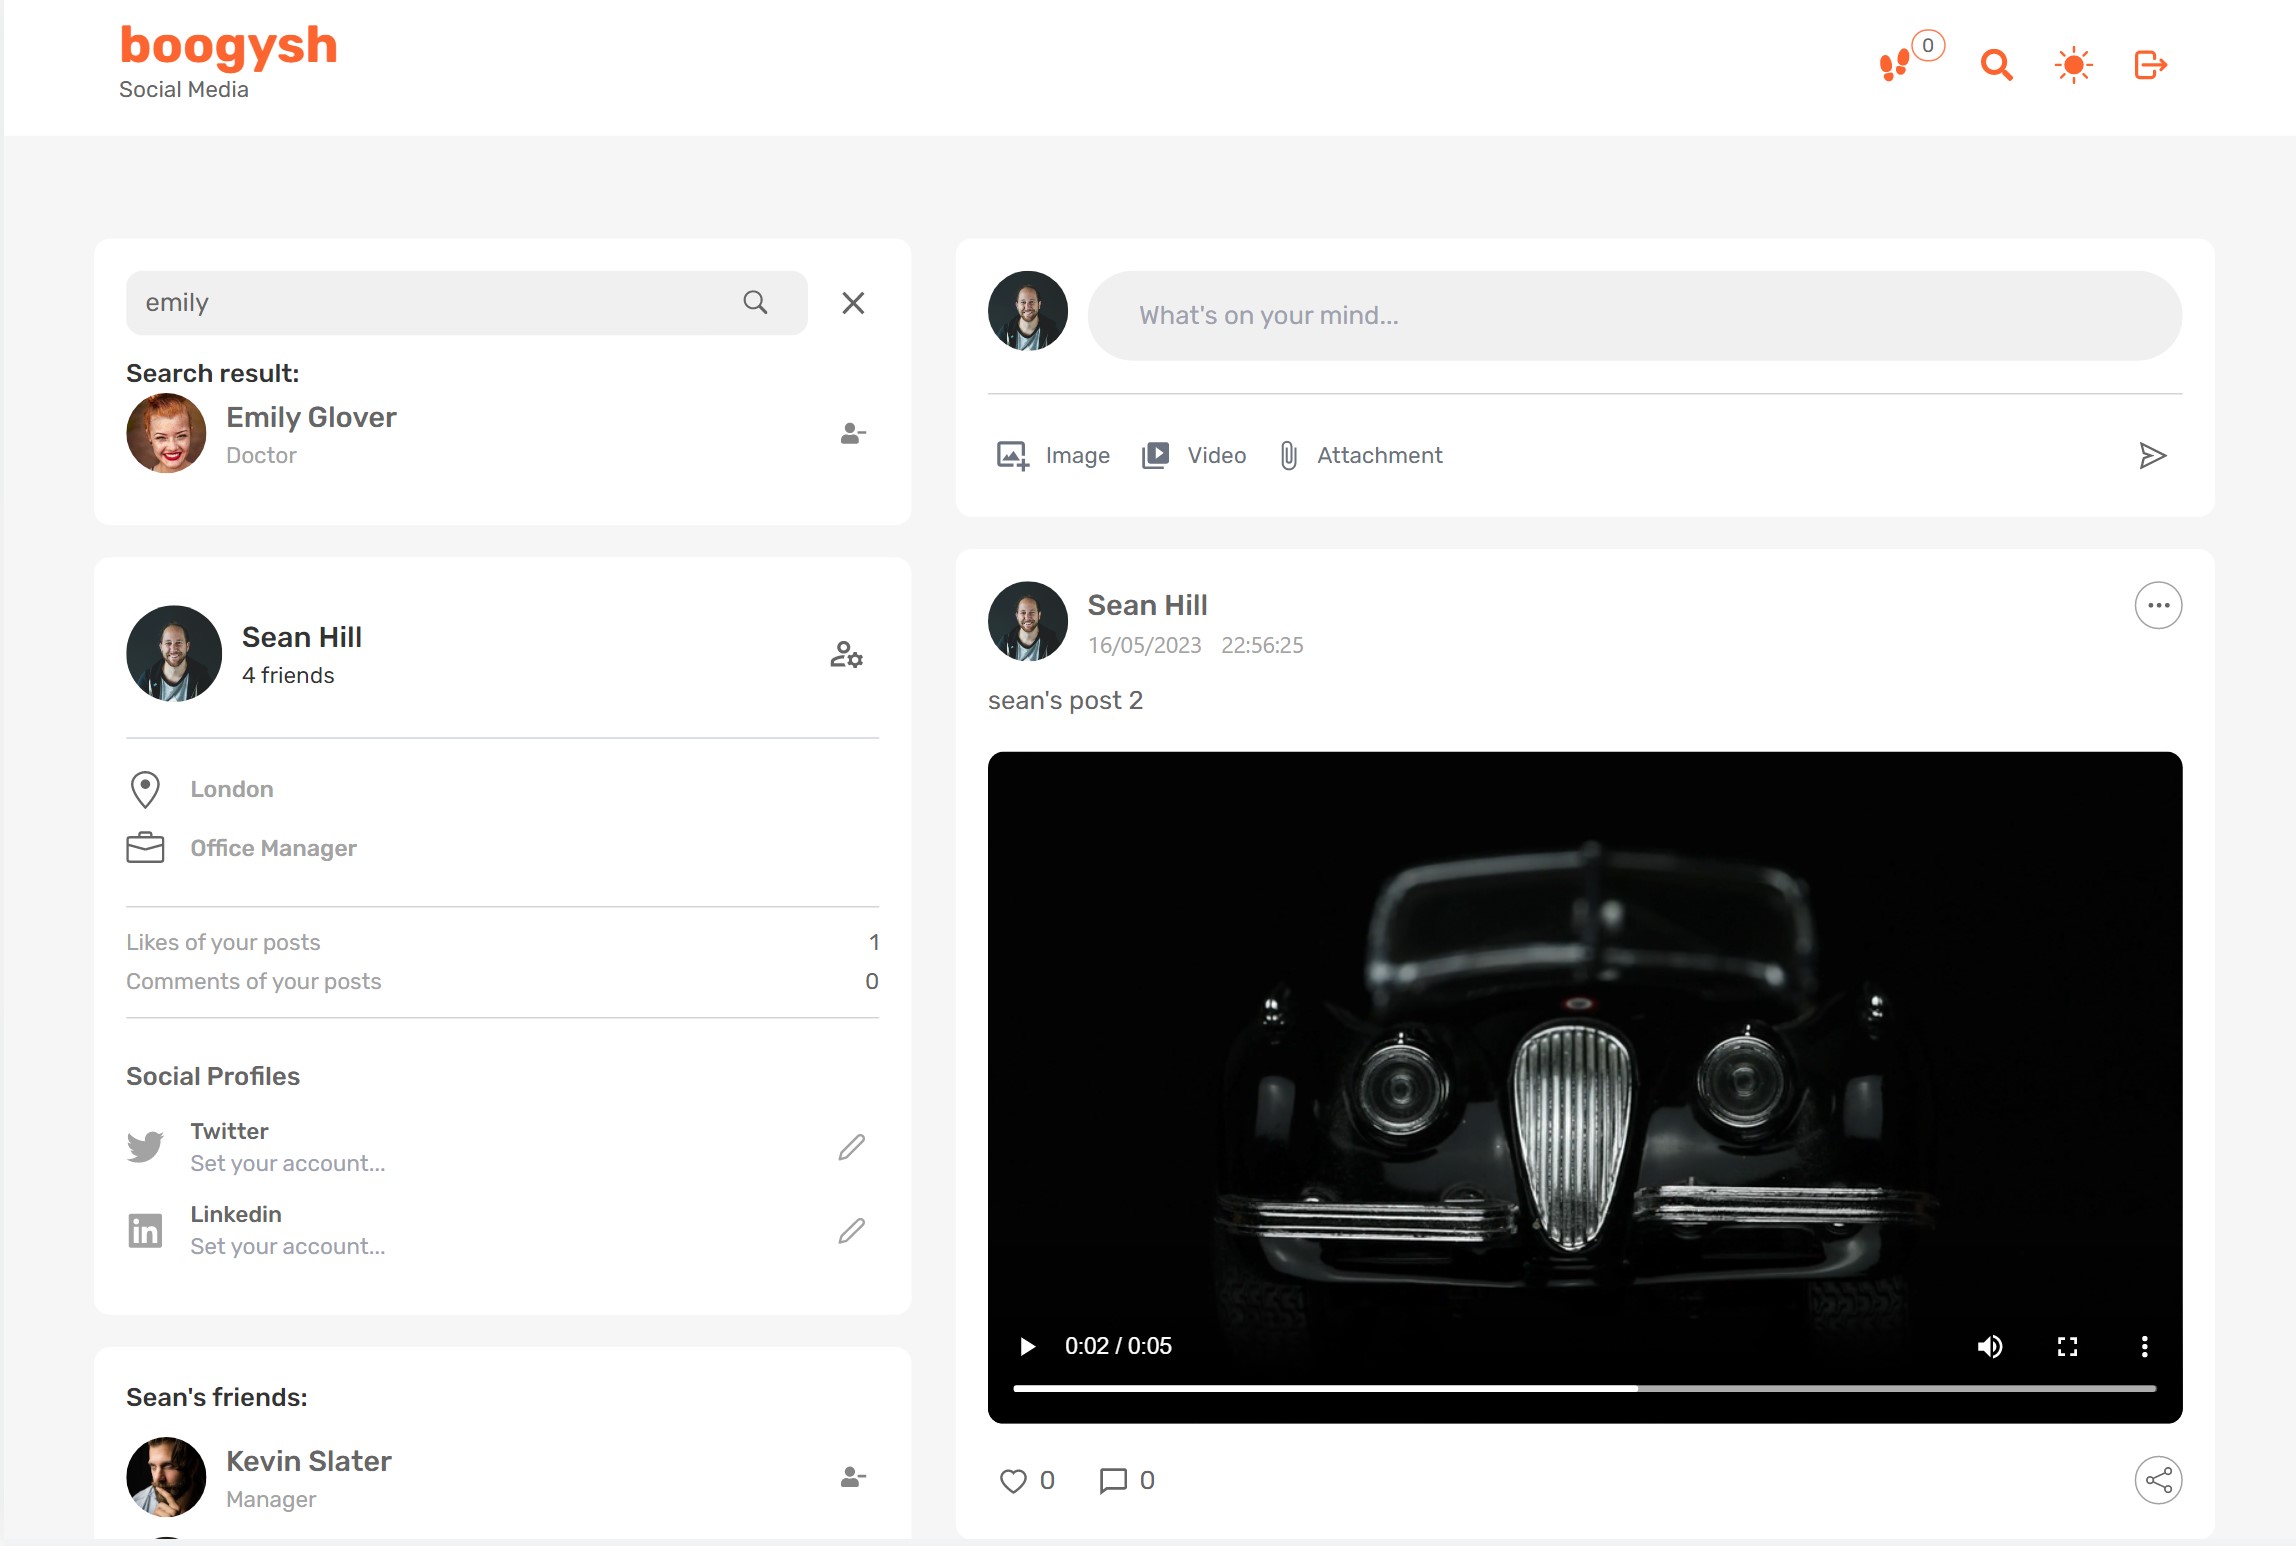 boogysh
Social Media
0
emily
Search result:
Emily Glover
Doctor
Sean Hill
4 friends
London
Office Manager
Likes of your posts 1
Comments of your posts 0
Social Profiles
Twitter
Set your account...
Linkedin
Set your account...
Sean's friends:
Kevin Slater
Manager
What's on your mind...
Image Video Attachment
Sean Hill
16/05/2023 22:56:25
sean's post 2
0:02 / 0:05
0 0